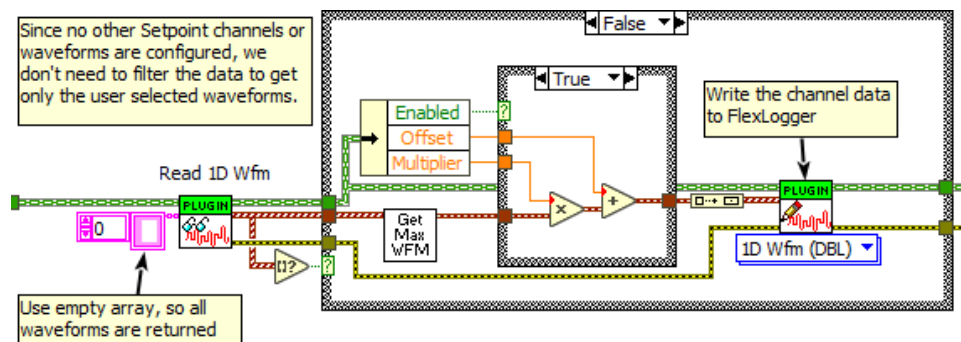 Since no other Setpoint channels or
waveforms are configured, we
don't need to filter the data to get
only the user selected waveforms.
False
True
Write the channel data
to FlexLogger
Enabled
?
Offset
Multiplier
Read 1D Wfm
PLUGIN
0
Get
Max
WFM
x
+
PLUGIN
1D Wfm (DBL)
[]?
?
Use empty array, so all
waveforms are returned